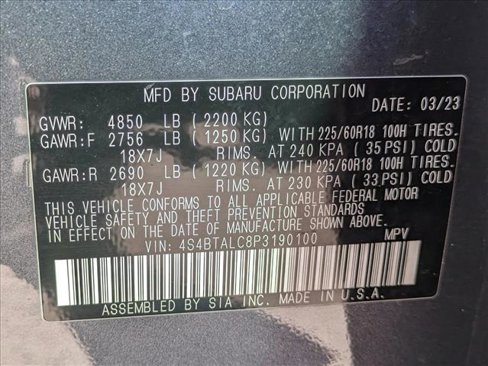 MFD BY SUBARU CORPORATION DATE: 03/23
GVWR: 4850 LB (2200 KG)
GAWR:F 2756 LB (1250 KG) WITH 225/60R18 100H TIRES.
18X7J RIMS. AT 240 KPA (35 PSI) COLD
GAWR:R 2690 LB (1220 KG) WITH 225/60R18 100H TIRES.
18X7J RIMS. AT 230 KPA (33 PSI) COLD
THIS VEHICLE CONFORMS TO ALL APPLICABLE FEDERAL MOTOR
VEHICLE SAFETY AND THEFT PREVENTION STANDARDS IN EFFECT
ON THE DATE OF MANUFACTURE SHOWN ABOVE.
VIN: 4S4BTALC8P3190100 MPV
ASSEMBLED BY SIA INC. MADE IN U.S.A.